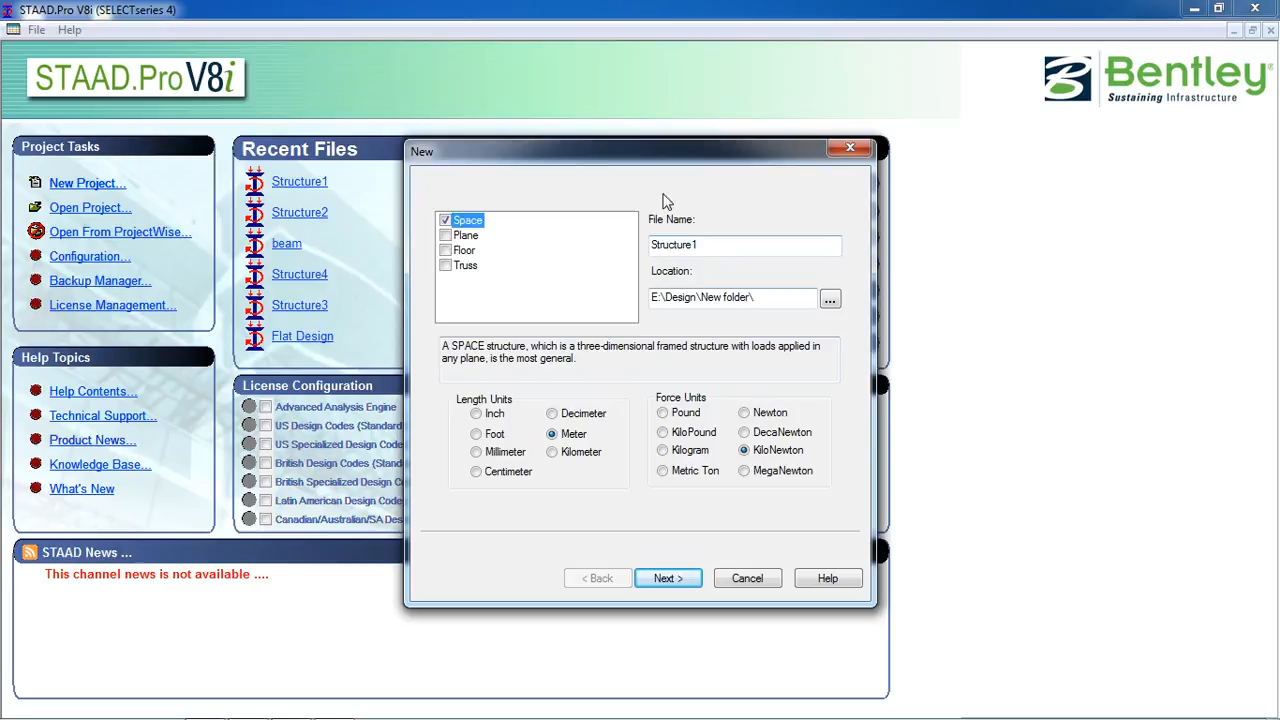 STAAD.Pro V8i (SELECTseries 4)
File Help
STAAD.Pro V8i
Bentley®
Sustaining Infrastructure
Project Tasks
New Project...
Open Project...
Open From ProjectWise...
Configuration...
Backup Manager...
License Management...
Recent Files
Structure1
Structure2
beam
Structure4
Structure3
Flat Design
Help Topics
Help Contents...
Technical Support...
Product News...
Knowledge Base...
What's New
License Configuration
Advanced Analysis Engine
US Design Codes (Standard
US Specialized Design Code
British Design Codes (Stand
British Specialized Design C
Latin American Design Code
Canadian/Australian/SA Des
STAAD News ...
This channel news is not available ....
New
Space
Plane
Floor
Truss
File Name:
Structure1
Location:
E:\Design\New folder\
...
A SPACE structure, which is a three-dimensional framed structure with loads applied in
any plane, is the most general.
Length Units
Inch Decimeter
Foot Meter
Millimeter Kilometer
Centimeter
Force Units
Pound Newton
KiloPound DecaNewton
Kilogram KiloNewton
Metric Ton MegaNewton
< Back Next > Cancel Help